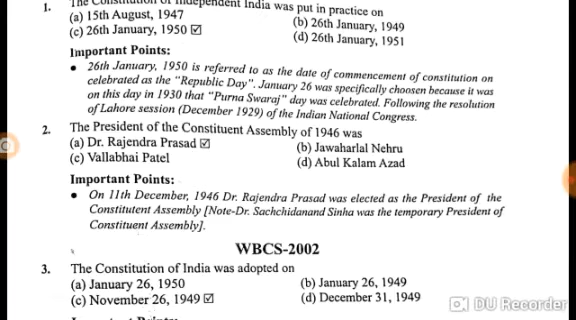 1. The Constitution of Independent India was put in practice on
(a) 15th August, 1947 (b) 26th January, 1949
(c) 26th January, 1950 ☑ (d) 26th January, 1951
Important Points:
• 26th January, 1950 is referred to as the date of commencement of constitution on
celebrated as the “Republic Day”. January 26 was specifically choosen because it was
on this day in 1930 that “Purna Swaraj” day was celebrated. Following the resolution
of Lahore session (December 1929) of the Indian National Congress.
2. The President of the Constituent Assembly of 1946 was
(a) Dr. Rajendra Prasad ☑ (b) Jawaharlal Nehru
(c) Vallabhai Patel (d) Abul Kalam Azad
Important Points:
• On 11th December, 1946 Dr. Rajendra Prasad was elected as the President of the
Constitutent Assembly [Note-Dr. Sachchidanand Sinha was the temporary President of
Constituent Assembly].
WBCS-2002
3. The Constitution of India was adopted on
(a) January 26, 1950 (b) January 26, 1949
(c) November 26, 1949 ☑ (d) December 31, 1949
DU Recorder